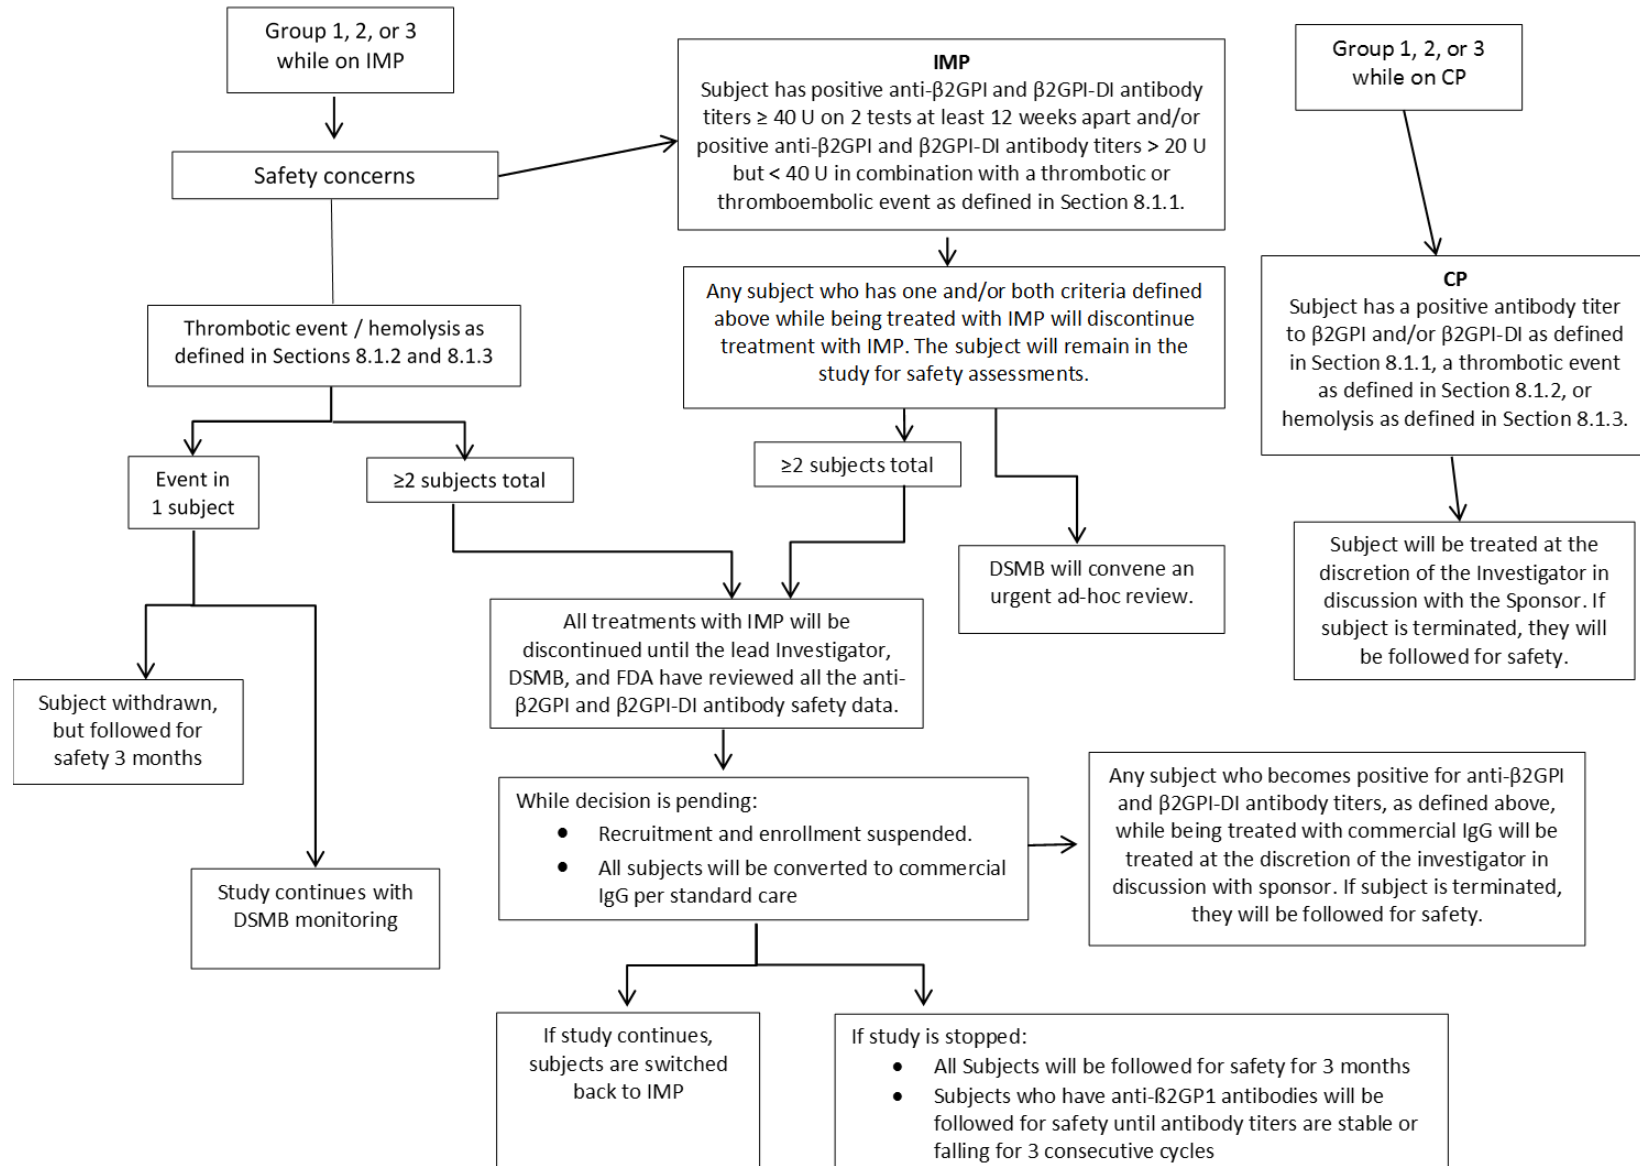 Group 1, 2, or 3
while on IMP
Safety concerns
IMP
Subject has positive anti-β2GPI and β2GPI-DI antibody
titers ≥ 40 U on 2 tests at least 12 weeks apart and/or
positive anti-β2GPI and β2GPI-DI antibody titers > 20 U
but < 40 U in combination with a thrombotic or
thromboembolic event as defined in Section 8.1.1.
Group 1, 2, or 3
while on CP
Any subject who has one and/or both criteria defined
above while being treated with IMP will discontinue
treatment with IMP. The subject will remain in the
study for safety assessments.
CP
Subject has a positive antibody titer
to β2GPI and/or β2GPI-DI as defined
in Section 8.1.1, a thrombotic event
as defined in Section 8.1.2, or
hemolysis as defined in Section 8.1.3.
Thrombotic event / hemolysis as
defined in Sections 8.1.2 and 8.1.3
Event in
1 subject
≥2 subjects total
≥2 subjects total
DSMB will convene an
urgent ad-hoc review.
Subject will be treated at the
discretion of the Investigator in
discussion with the Sponsor. If
subject is terminated, they will
be followed for safety.
All treatments with IMP will be
discontinued until the lead Investigator,
DSMB, and FDA have reviewed all the anti-
β2GPI and β2GPI-DI antibody safety data.
Subject withdrawn,
but followed for
safety 3 months
Study continues with
DSMB monitoring
While decision is pending:
● Recruitment and enrollment suspended.
● All subjects will be converted to commercial
IgG per standard care
Any subject who becomes positive for anti-β2GPI
and β2GPI-DI antibody titers, as defined above,
while being treated with commercial IgG will be
treated at the discretion of the investigator in
discussion with sponsor. If subject is terminated,
they will be followed for safety.
If study continues,
subjects are switched
back to IMP
If study is stopped:
● All Subjects will be followed for safety for 3 months
● Subjects who have anti-ß2GP1 antibodies will be
followed for safety until antibody titers are stable or
falling for 3 consecutive cycles